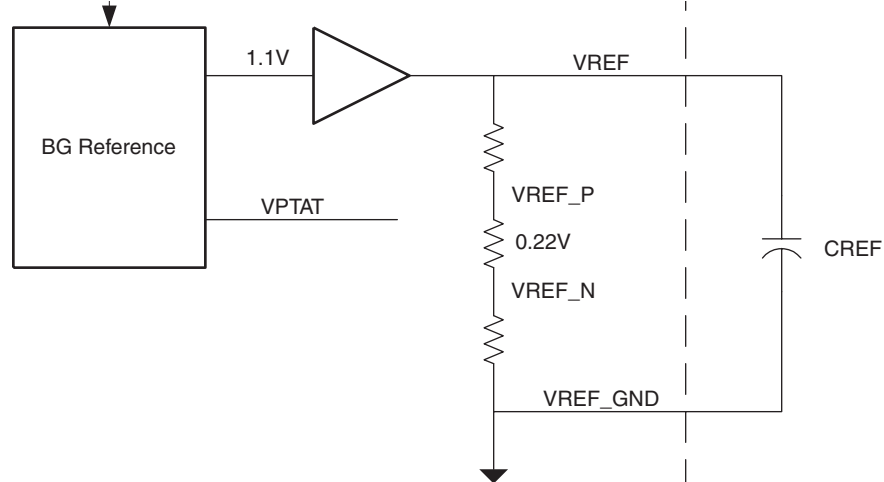 1.1V
VREF
BG Reference
VREF_P
VPTAT
0.22V
CREF
VREF_N
VREF_GND